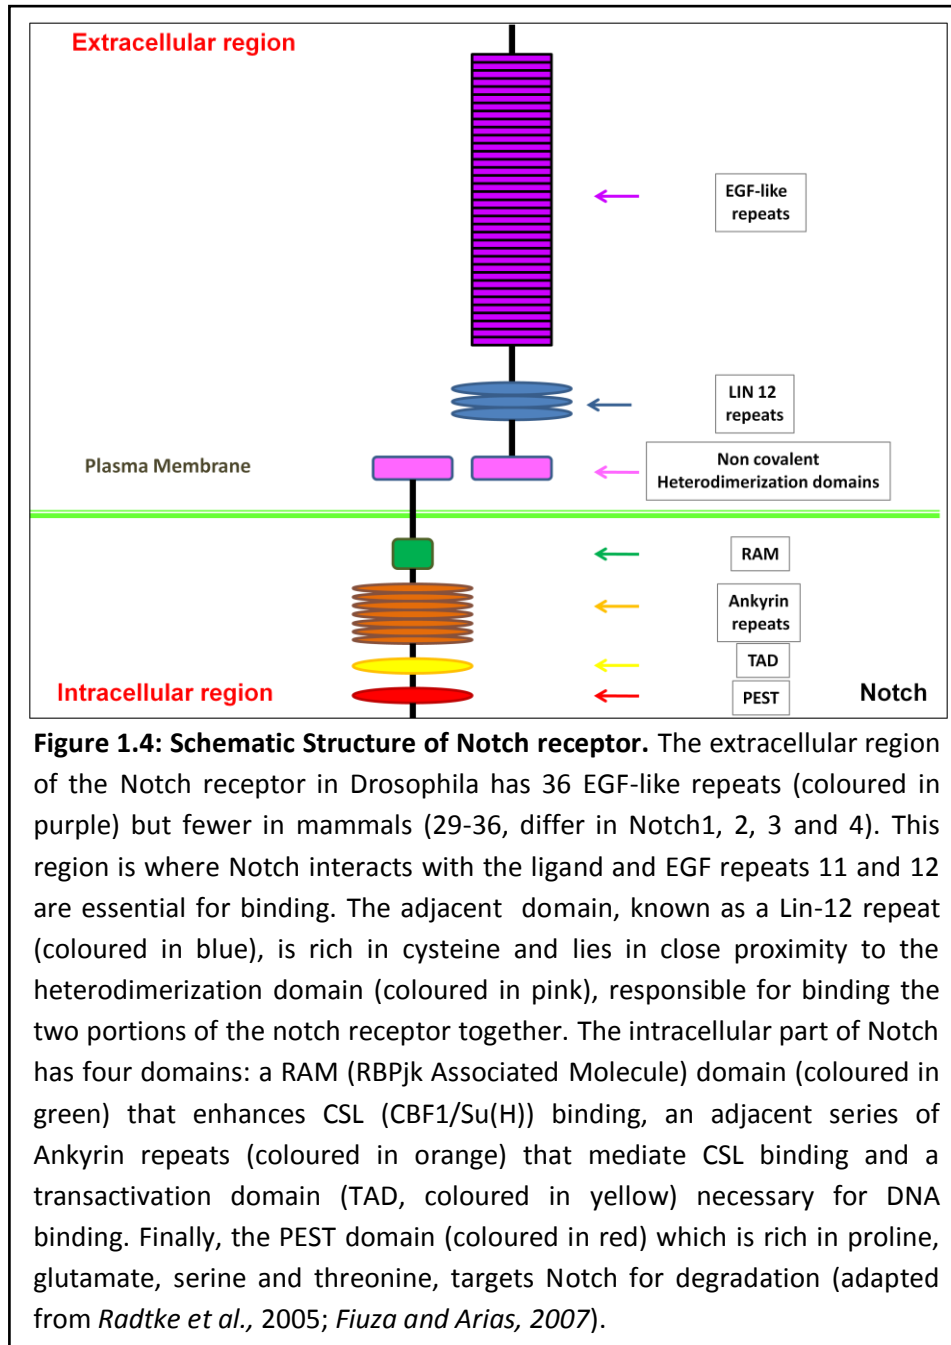 Extracellular region
EGF-like
repeats
LIN 12
repeats
Plasma Membrane
Non covalent
Heterodimerization domains
RAM
Ankyrin
repeats
TAD
Intracellular region
PEST
Notch
Figure 1.4: Schematic Structure of Notch receptor. The extracellular region
of the Notch receptor in Drosophila has 36 EGF-like repeats (coloured in
purple) but fewer in mammals (29-36, differ in Notch1, 2, 3 and 4). This
region is where Notch interacts with the ligand and EGF repeats 11 and 12
are essential for binding. The adjacent domain, known as a Lin-12 repeat
(coloured in blue), is rich in cysteine and lies in close proximity to the
heterodimerization domain (coloured in pink), responsible for binding the
two portions of the notch receptor together. The intracellular part of Notch
has four domains: a RAM (RBPjk Associated Molecule) domain (coloured in
green) that enhances CSL (CBF1/Su(H)) binding, an adjacent series of
Ankyrin repeats (coloured in orange) that mediate CSL binding and a
transactivation domain (TAD, coloured in yellow) necessary for DNA
binding. Finally, the PEST domain (coloured in red) which is rich in proline,
glutamate, serine and threonine, targets Notch for degradation (adapted
from Radtke et al., 2005; Fiuza and Arias, 2007).